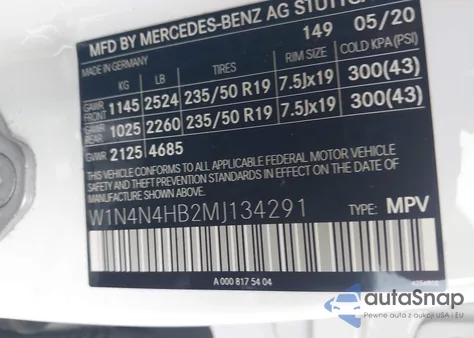 MFD BY MERCEDES-BENZ AG STUTTG
149 05/20
MADE IN GERMANY
KG LB TIRES RIM SIZE COLD KPA(PSI)
GAWR FRONT 1145 2524 235/50 R19 7.5Jx19 300(43)
GAWR REAR 1025 2260 235/50 R19 7.5Jx19 300(43)
GVWR 2125 4685
THIS VEHICLE CONFORMS TO ALL APPLICABLE FEDERAL MOTOR VEHICLE
SAFETY, BUMPER, AND THEFT PREVENTION STANDARDS IN EFFECT ON THE DATE OF
MANUFACTURE SHOWN ABOVE.
W1N4N4HB2MJ134291 TYPE: MPV
A 000 817 54 04
autoSnap
Pewne auta z aukcji USA i EU